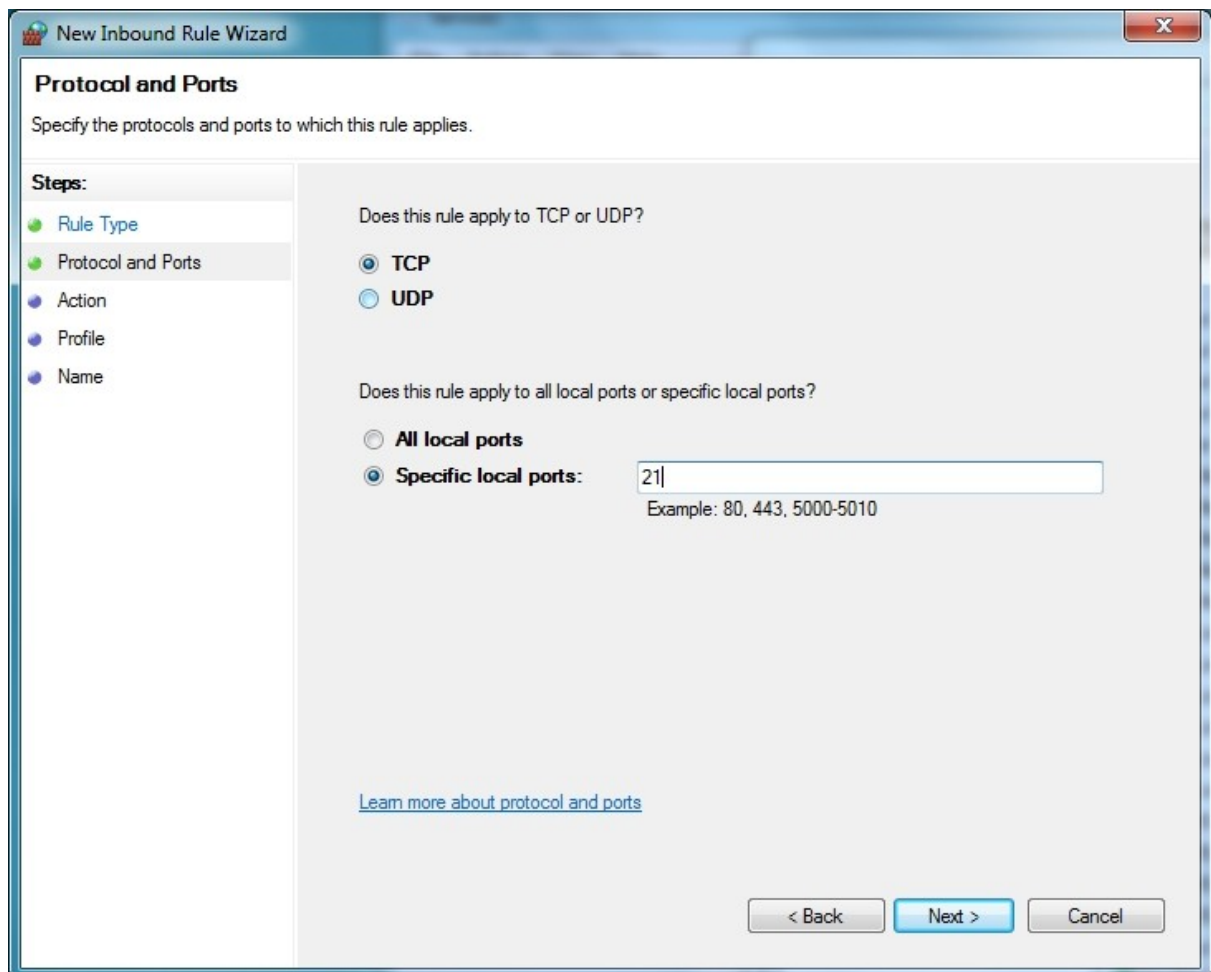 New Inbound Rule Wizard
Protocol and Ports
Specify the protocols and ports to which this rule applies.
Steps:
Rule Type
Protocol and Ports
Action
Profile
Name
Does this rule apply to TCP or UDP?
TCP
UDP
Does this rule apply to all local ports or specific local ports?
All local ports
Specific local ports: 21
Example: 80, 443, 5000-5010
Learn more about protocol and ports
< Back Next > Cancel